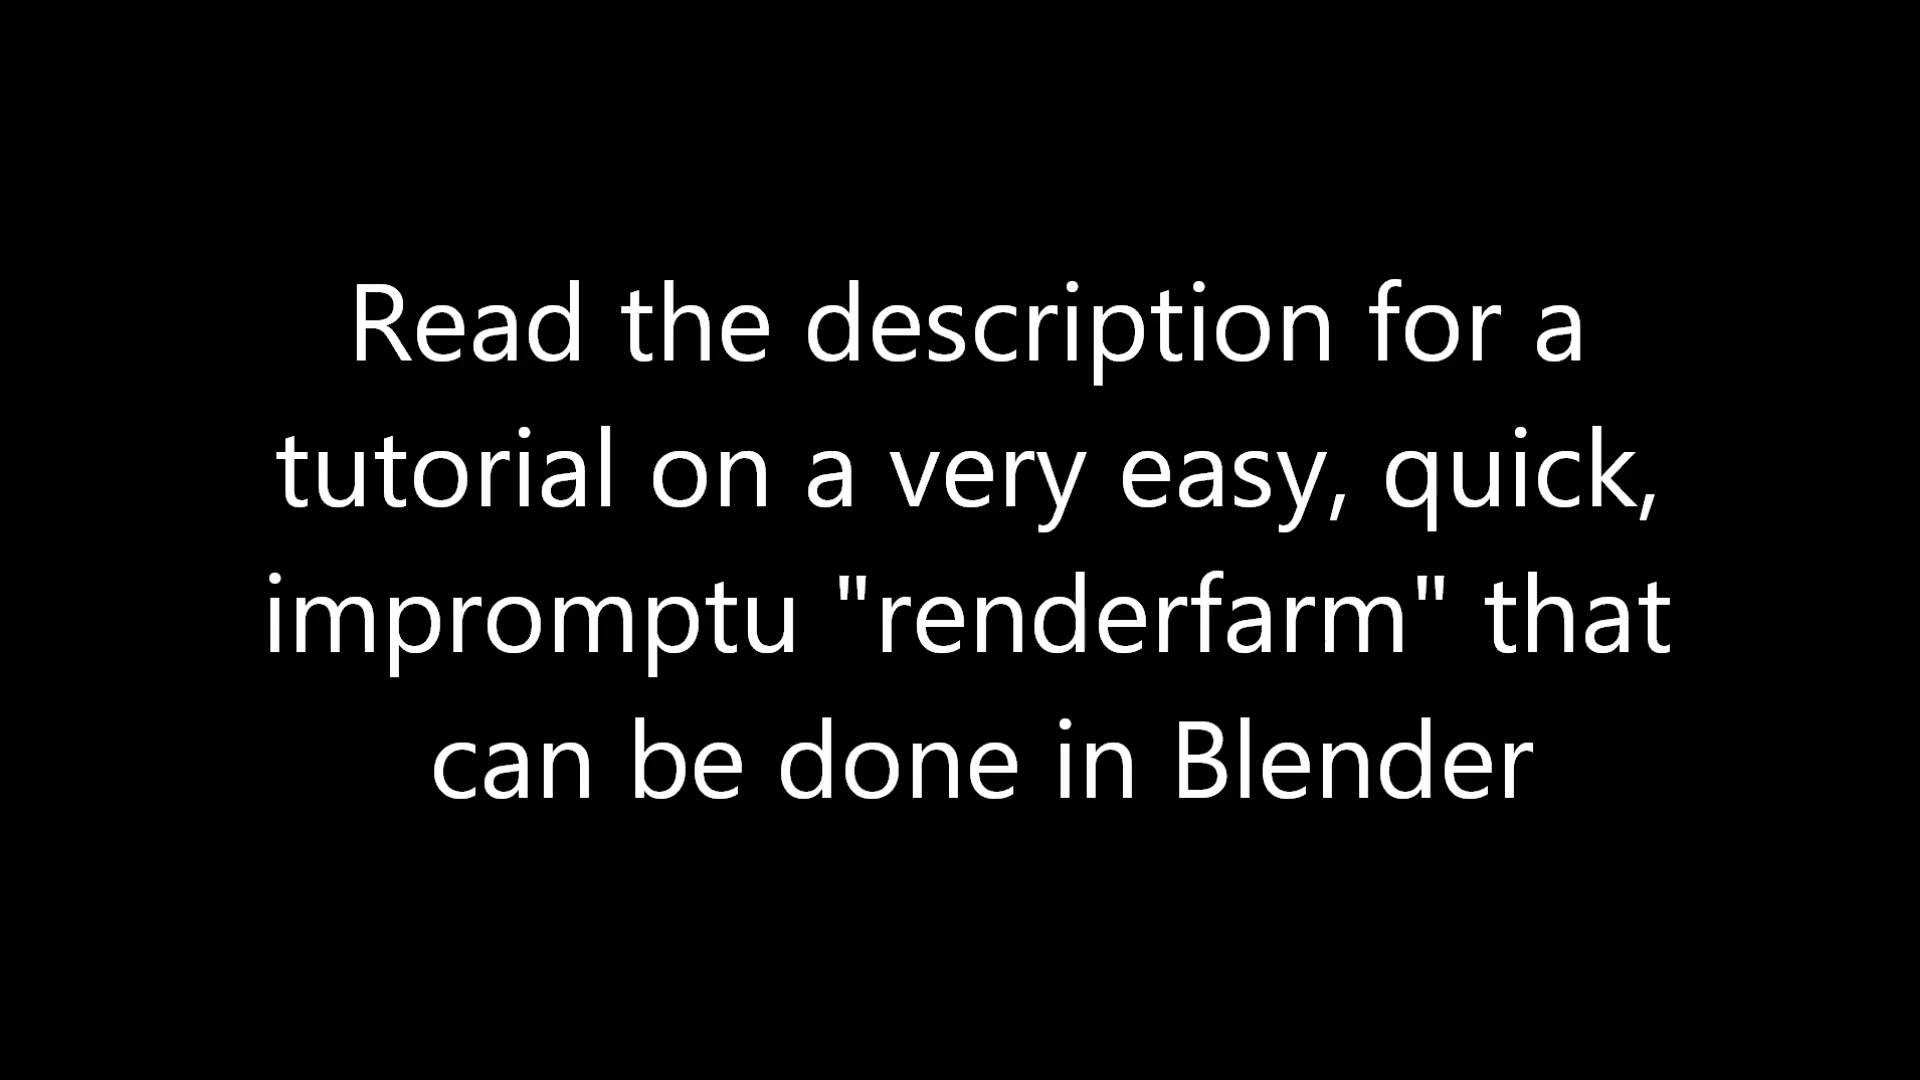 Read the description for a
tutorial on a very easy, quick,
impromptu "renderfarm" that
can be done in Blender